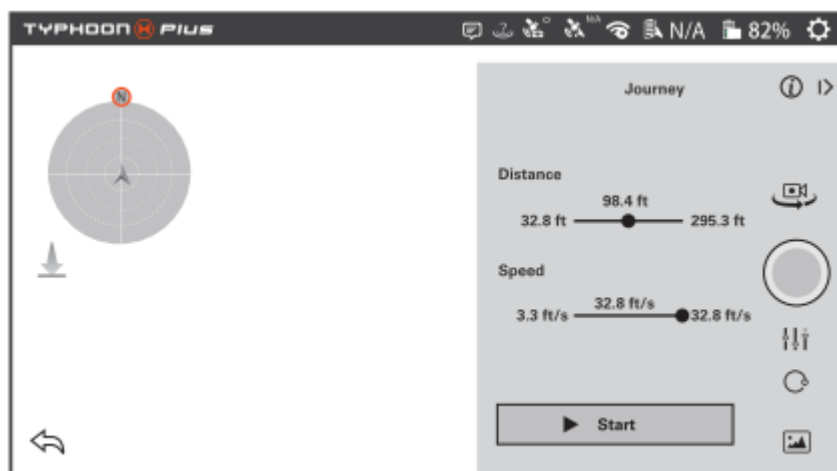 TYPHOON H Plus N/A N/A 82%
N
Journey
Distance
98.4 ft
32.8 ft 295.3 ft
Speed
32.8 ft/s
3.3 ft/s 32.8 ft/s
Start